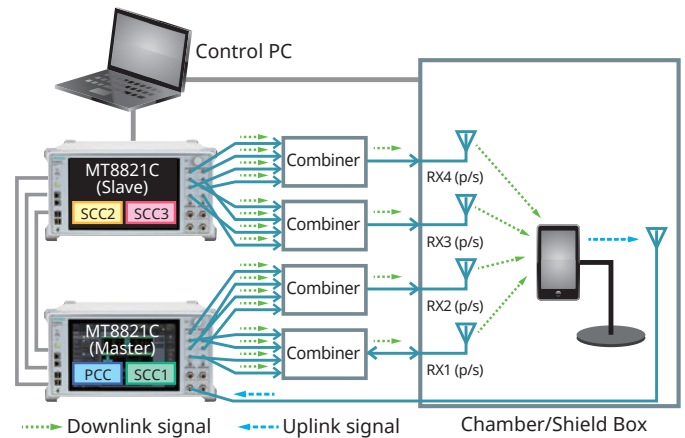 Control PC
MT8821C
(Slave)
SCC2
SCC3
Combiner
RX4 (p/s)
Combiner
RX3 (p/s)
Combiner
RX2 (p/s)
MT8821C
(Master)
PCC
SCC1
Combiner
RX1 (p/s)
Downlink signal
Uplink signal
Chamber/Shield Box